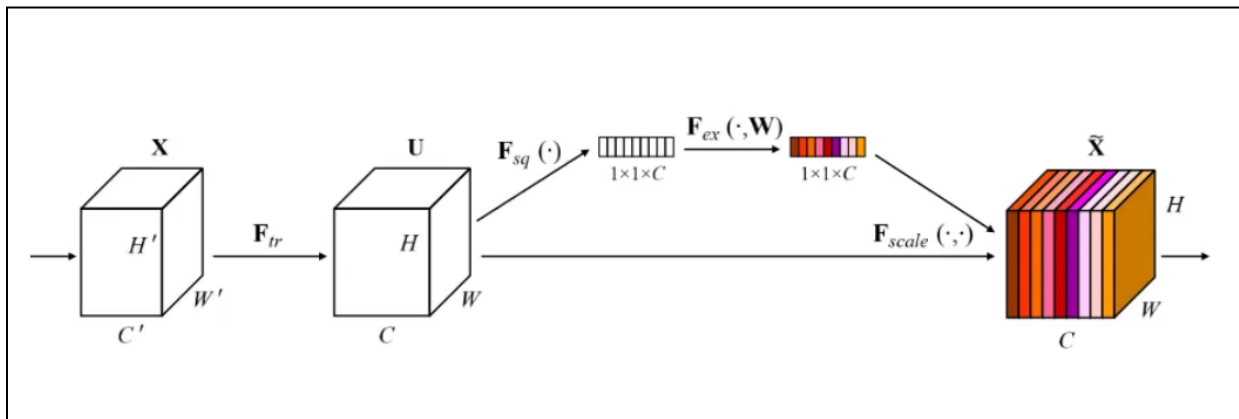 X
H'
W'
C'
F_tr
U
H
W
C
F_sq (·)
1×1×C
F_ex (·,W)
1×1×C
F_scale (·,·)
X̃
H
W
C